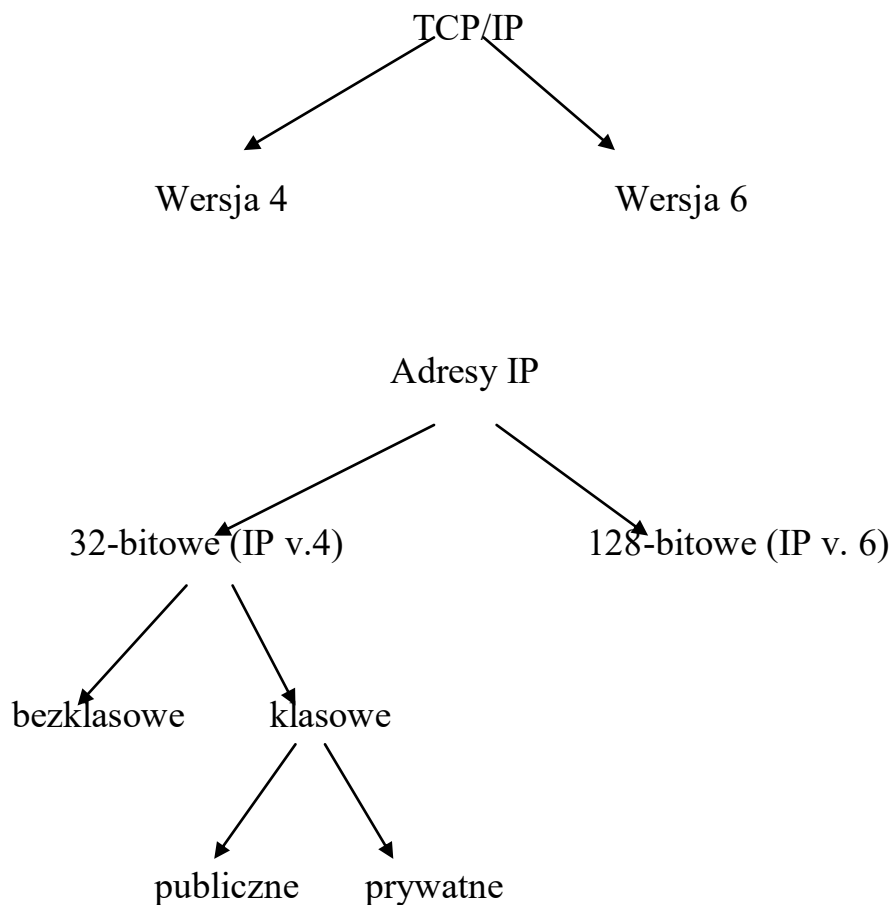 TCP/IP
Wersja 4 Wersja 6
Adresy IP
32-bitowe (IP v.4) 128-bitowe (IP v. 6)
bezklasowe klasowe
publiczne prywatne